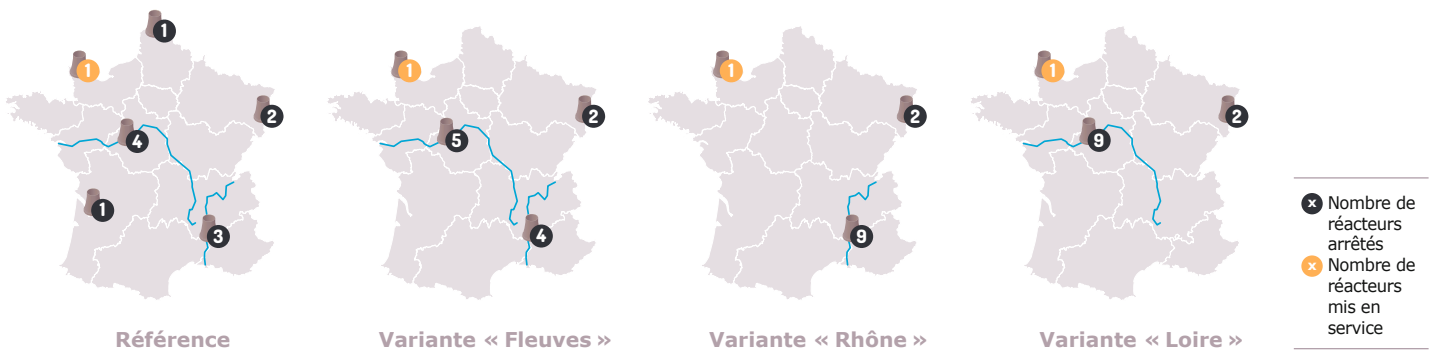 1
1
2
4
1
3
Référence
1
2
5
4
Variante « Fleuves »
1
2
9
Variante « Rhône »
1
2
9
Variante « Loire »
x Nombre de
réacteurs
arrêtés
x Nombre de
réacteurs
mis en
service